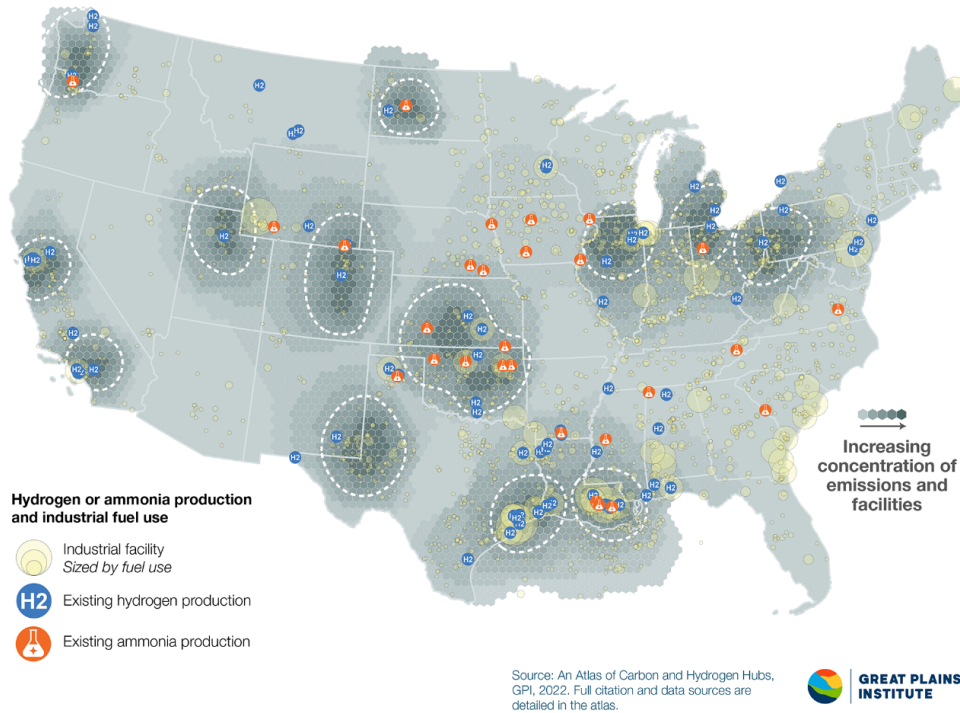 Increasing
concentration of
emissions and
facilities
Hydrogen or ammonia production
and industrial fuel use
Industrial facility
Sized by fuel use
H2
Existing hydrogen production
Existing ammonia production
Source: An Atlas of Carbon and Hydrogen Hubs,
GPI, 2022. Full citation and data sources are
detailed in the atlas.
GREAT PLAINS
INSTITUTE